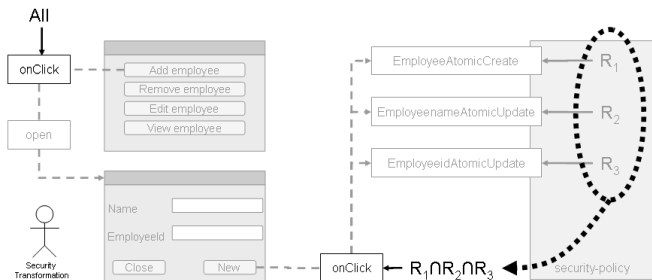 All
onClick
open
Add employee
Remove employee
Edit employee
View employee
Name
EmployeeId
Close
New
Security
Transformation
EmployeeAtomicCreate
R1
EmployeenameAtomicUpdate
R2
EmployeeidAtomicUpdate
R3
onClick
R1∩R2∩R3
security-policy